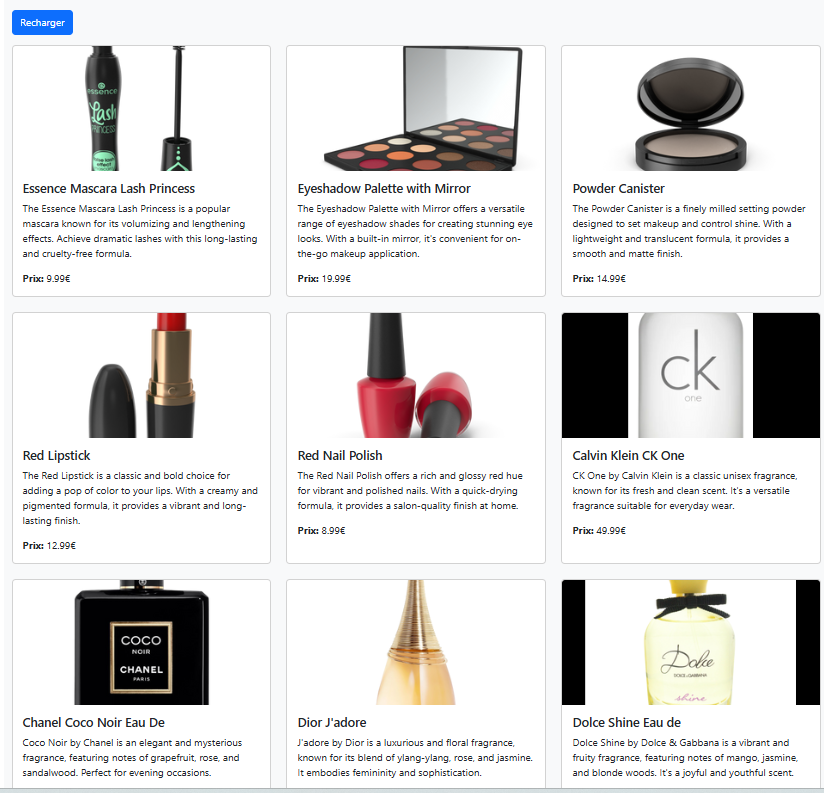 Recharger
essence
Lash
PRINCESS
Essence Mascara Lash Princess
The Essence Mascara Lash Princess is a popular
mascara known for its volumizing and lengthening
effects. Achieve dramatic lashes with this long-lasting
and cruelty-free formula.
Prix: 9.99€
Eyeshadow Palette with Mirror
The Eyeshadow Palette with Mirror offers a versatile
range of eyeshadow shades for creating stunning eye
looks. With a built-in mirror, it's convenient for on-
the-go makeup application.
Prix: 19.99€
Powder Canister
The Powder Canister is a finely milled setting powder
designed to set makeup and control shine. With a
lightweight and translucent formula, it provides a
smooth and matte finish.
Prix: 14.99€
Red Lipstick
The Red Lipstick is a classic and bold choice for
adding a pop of color to your lips. With a creamy and
pigmented formula, it provides a vibrant and long-
lasting finish.
Prix: 12.99€
Red Nail Polish
The Red Nail Polish offers a rich and glossy red hue
for vibrant and polished nails. With a quick-drying
formula, it provides a salon-quality finish at home.
Prix: 8.99€
ck
one
Calvin Klein CK One
CK One by Calvin Klein is a classic unisex fragrance,
known for its fresh and clean scent. It's a versatile
fragrance suitable for everyday wear.
Prix: 49.99€
COCO
NOIR
CHANEL
PARIS
Chanel Coco Noir Eau De
Coco Noir by Chanel is an elegant and mysterious
fragrance, featuring notes of grapefruit, rose, and
sandalwood. Perfect for evening occasions.
Dior J'adore
J'adore by Dior is a luxurious and floral fragrance,
known for its blend of ylang-ylang, rose, and jasmine.
It embodies femininity and sophistication.
Dolce
DOLCE & GABBANA
shine
Dolce Shine Eau de
Dolce Shine by Dolce & Gabbana is a vibrant and
fruity fragrance, featuring notes of mango, jasmine,
and blonde woods. It's a joyful and youthful scent.